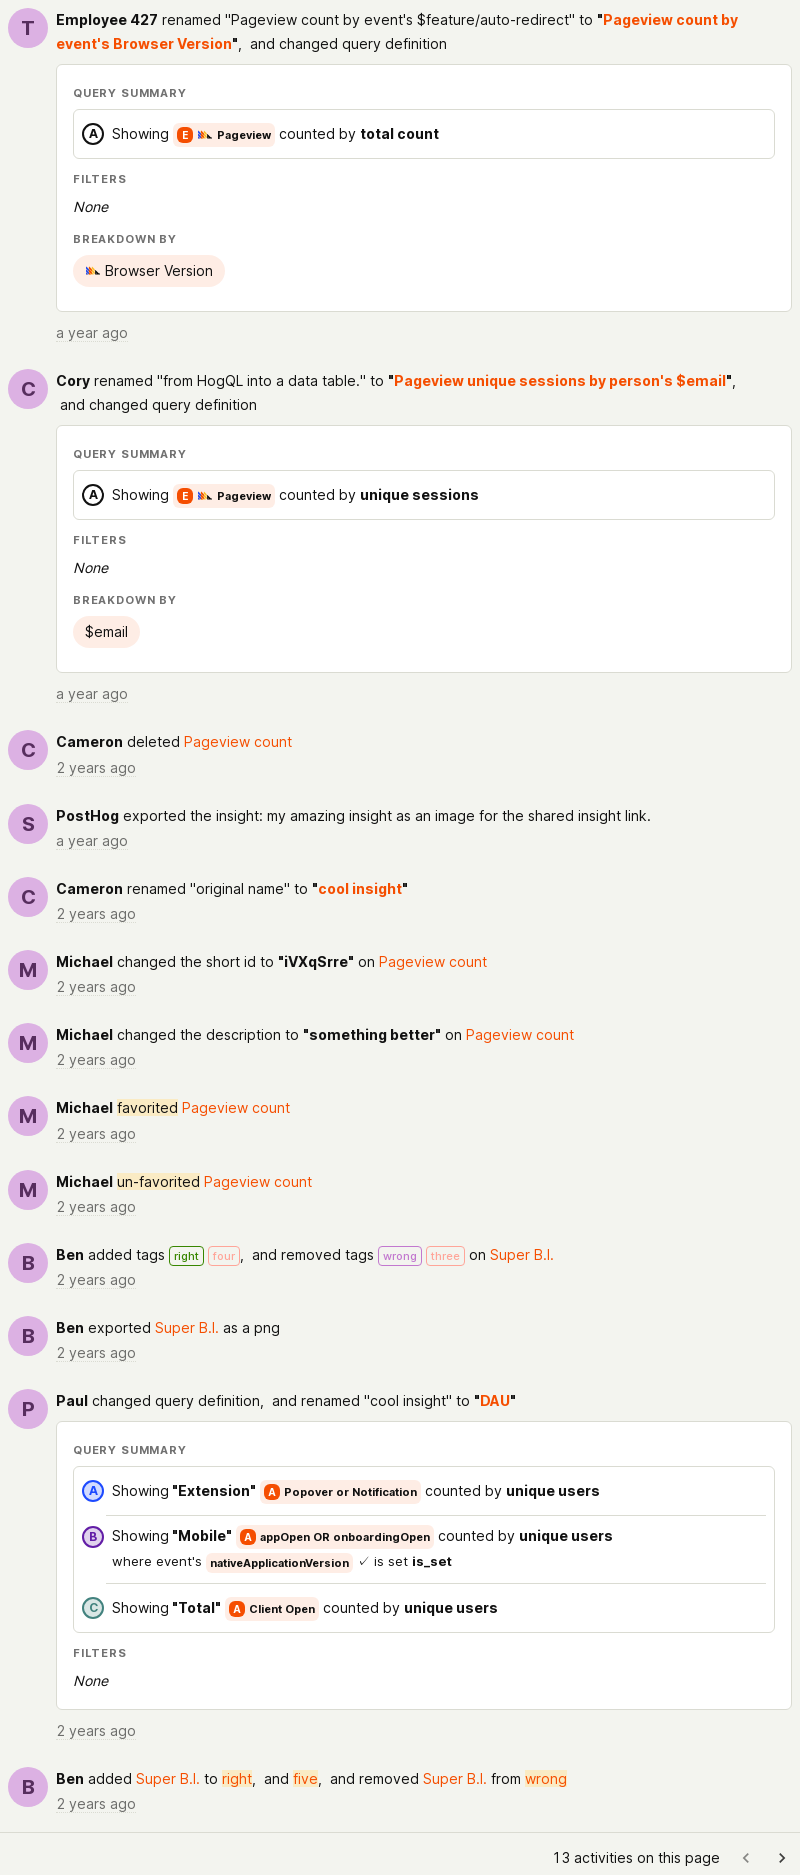 T
Employee 427 renamed "Pageview count by event's $feature/auto-redirect" to "Pageview count by
event's Browser Version",  and changed query definition
QUERY SUMMARY
A Showing E Pageview counted by total count
FILTERS
None
BREAKDOWN BY
Browser Version
a year ago
C
Cory renamed "from HogQL into a data table." to "Pageview unique sessions by person's $email",
and changed query definition
QUERY SUMMARY
A Showing E Pageview counted by unique sessions
FILTERS
None
BREAKDOWN BY
$email
a year ago
C
Cameron deleted Pageview count
2 years ago
S
PostHog exported the insight: my amazing insight as an image for the shared insight link.
a year ago
C
Cameron renamed "original name" to "cool insight"
2 years ago
M
Michael changed the short id to "iVXqSrre" on Pageview count
2 years ago
M
Michael changed the description to "something better" on Pageview count
2 years ago
M
Michael favorited Pageview count
2 years ago
M
Michael un-favorited Pageview count
2 years ago
B
Ben added tags right four,  and removed tags wrong three on Super B.I.
2 years ago
B
Ben exported Super B.I. as a png
2 years ago
P
Paul changed query definition,  and renamed "cool insight" to "DAU"
QUERY SUMMARY
A Showing "Extension" A Popover or Notification counted by unique users
B Showing "Mobile" A appOpen OR onboardingOpen counted by unique users
where event's nativeApplicationVersion ✓ is set is_set
C Showing "Total" A Client Open counted by unique users
FILTERS
None
2 years ago
B
Ben added Super B.I. to right,  and five,  and removed Super B.I. from wrong
2 years ago
13 activities on this page